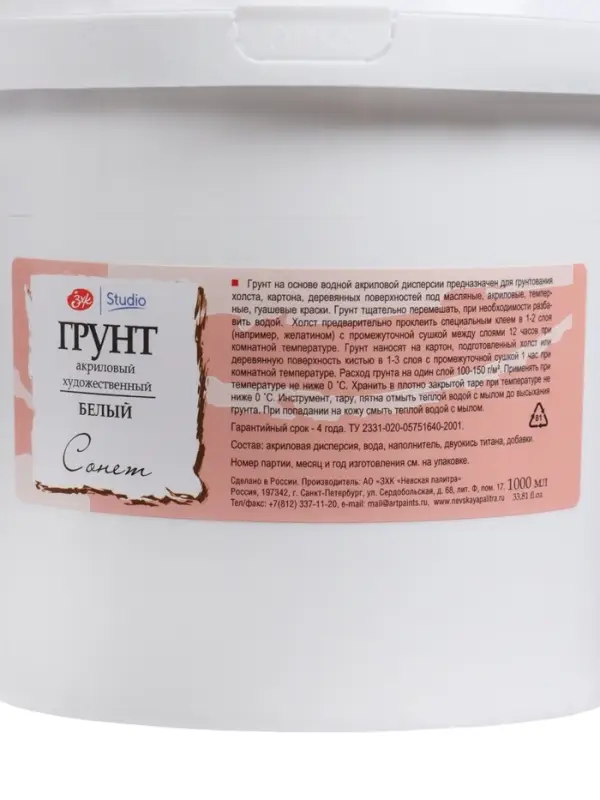 ЗХК Studio
ГРУНТ
акриловый
художественный
БЕЛЫЙ
Сонет
Грунт на основе водной акриловой дисперсии предназначен для грунтования
холста, картона, деревянных поверхностей под масляные, акриловые, темпер-
ные, гуашевые краски. Грунт тщательно перемешать, при необходимости разба-
вить водой. Холст предварительно проклеить специальным клеем в 1-2 слоя
(например, желатином) с промежуточной сушкой между слоями 12 часов при
комнатной температуре. Грунт наносят на картон, подготовленный холст или
деревянную поверхность кистью в 1-3 слоя с промежуточной сушкой 1 час при
комнатной температуре. Расход грунта на один слой 100-150 г/м². Применять при
температуре не ниже 0 °С. Хранить в плотно закрытой таре при температуре не
ниже 0 °С. Инструмент, тару, пятна отмыть теплой водой с мылом до высыхания
грунта. При попадании на кожу смыть теплой водой с мылом.
Гарантийный срок - 4 года. ТУ 2331-020-05751640-2001.
81
Состав: акриловая дисперсия, вода, наполнитель, двуокись титана, добавки.
Номер партии, месяц и год изготовления см. на упаковке.
Сделано в России. Производитель: АО «ЗХК «Невская палитра»
Россия, 197342, г. Санкт-Петербург, ул. Сердобольская, д. 68, лит. Ф, пом. 17.
Тел/факс: +7(812) 337-11-20, e-mail: mail@artpaints.ru, www.nevskayapalitra.ru
1000 мл
33,81 fl.oz